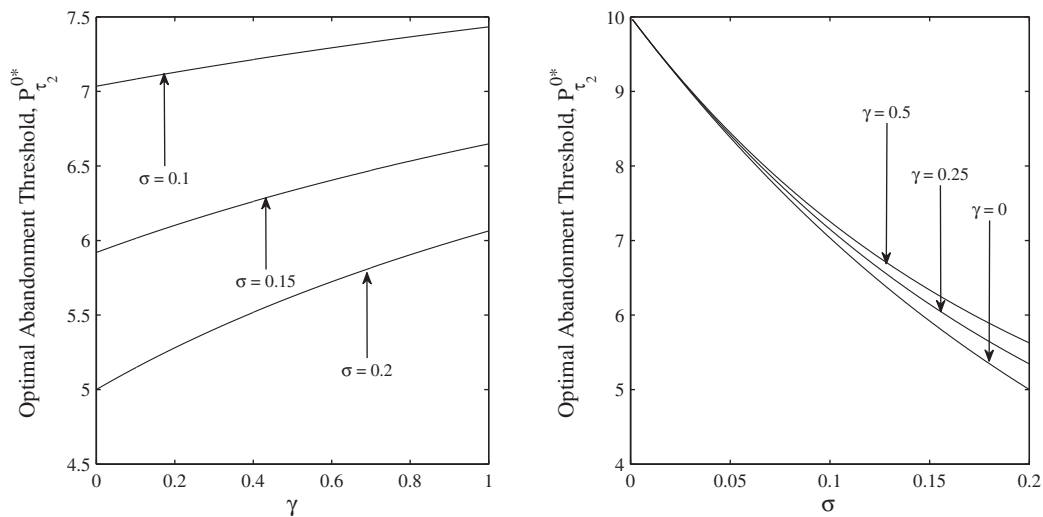 7.5
7
6.5
6
5.5
5
4.5
0
0.2
0.4
0.6
0.8
1
γ
Optimal Abandonment Threshold, P^{0*}_{τ_2}
σ = 0.1
σ = 0.15
σ = 0.2
10
9
8
7
6
5
4
0
0.05
0.1
0.15
0.2
σ
Optimal Abandonment Threshold, P^{0*}_{τ_2}
γ = 0.5
γ = 0.25
γ = 0